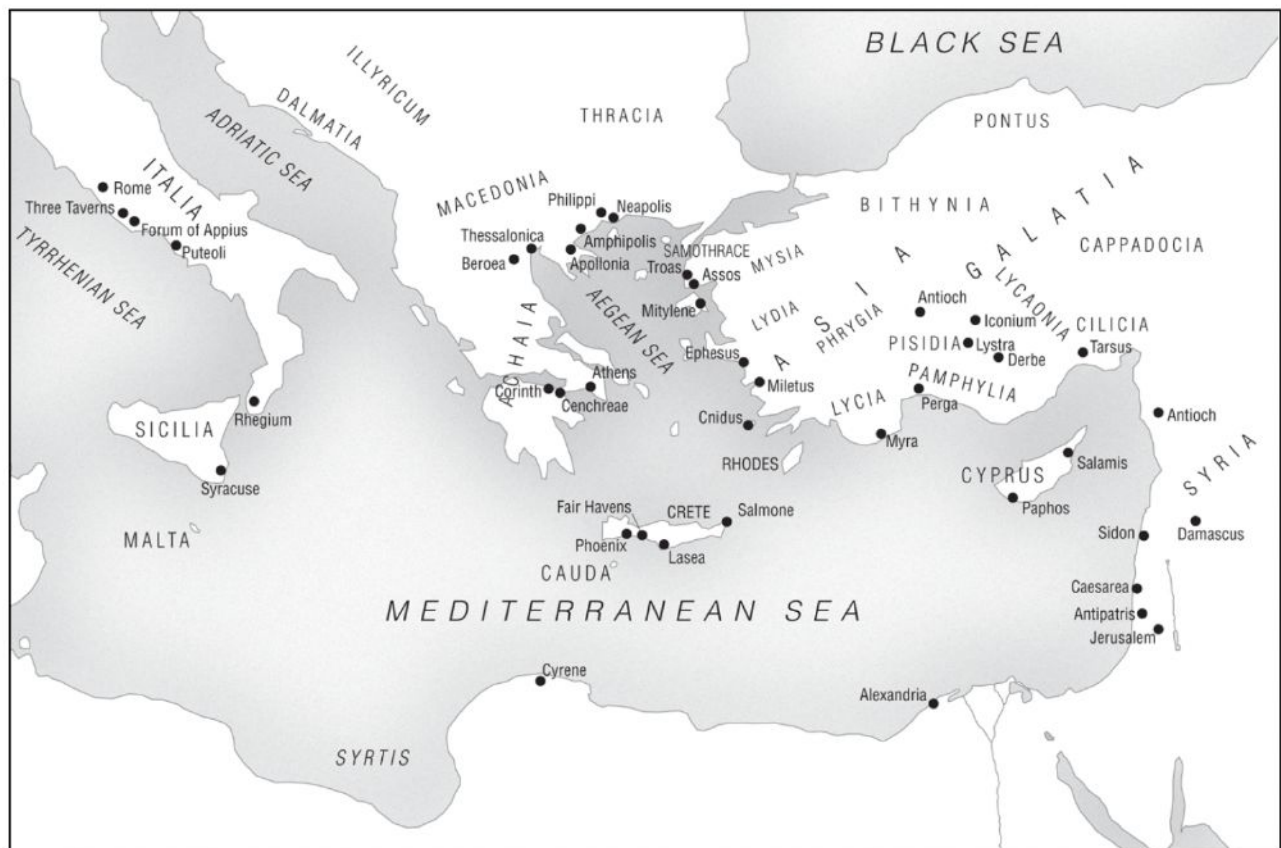 BLACK SEA
ILLYRICUM
DALMATIA
ADRIATIC SEA
THRACIA
PONTUS
ITALIA
Rome
Three Taverns
Forum of Appius
Puteoli
TYRRHENIAN SEA
MACEDONIA
Philippi
Neapolis
Amphipolis
Thessalonica
Apollonia
Beroea
SAMOTHRACE
Troas
Assos
Mitylene
MYSIA
BITHYNIA
GALATIA
CAPPADOCIA
AEGEAN SEA
LYDIA
ASIA
PHRYGIA
Antioch
LYCAONIA
Iconium
PISIDIA
Lystra
Derbe
CILICIA
Tarsus
ACHAIA
Athens
Corinth
Cenchreae
Ephesus
Miletus
Cnidus
LYCIA
PAMPHYLIA
Perga
Myra
Antioch
Rhegium
SICILIA
Syracuse
MALTA
RHODES
CYPRUS
Salamis
Paphos
SYRIA
Damascus
Sidon
Fair Havens
CRETE
Salmone
Phoenix
Lasea
CAUDA
MEDITERRANEAN SEA
Caesarea
Antipatris
Jerusalem
Cyrene
Alexandria
SYRTIS